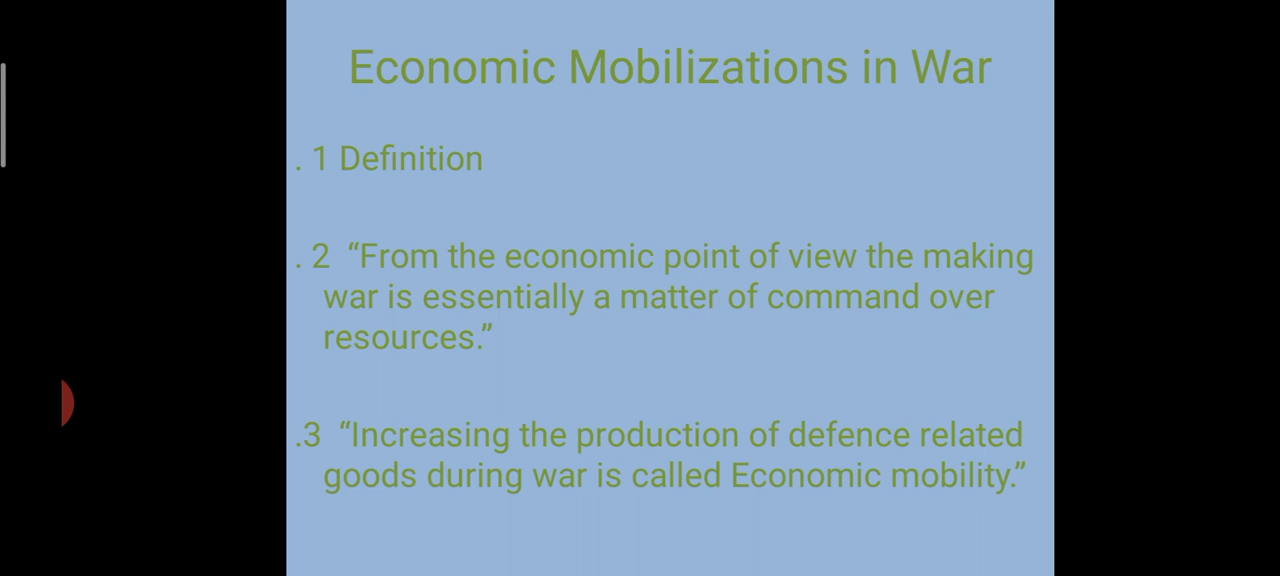 Economic Mobilizations in War
. 1 Definition
. 2 “From the economic point of view the making
war is essentially a matter of command over
resources.”
.3 “Increasing the production of defence related
goods during war is called Economic mobility.”